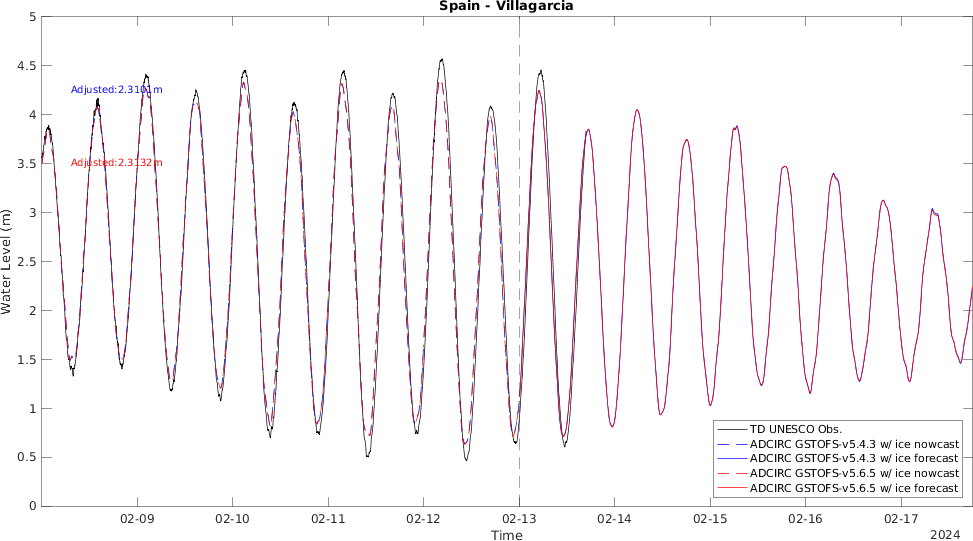 Spain - Villagarcia
5
4.5
4
3.5
3
2.5
2
1.5
1
0.5
0
Water Level (m)
Adjusted:2.3101m
Adjusted:2.3132m
TD UNESCO Obs.
ADCIRC GSTOFS-v5.4.3 w/ ice nowcast
ADCIRC GSTOFS-v5.4.3 w/ ice forecast
ADCIRC GSTOFS-v5.6.5 w/ ice nowcast
ADCIRC GSTOFS-v5.6.5 w/ ice forecast
02-09 02-10 02-11 02-12 02-13 02-14 02-15 02-16 02-17
Time
2024